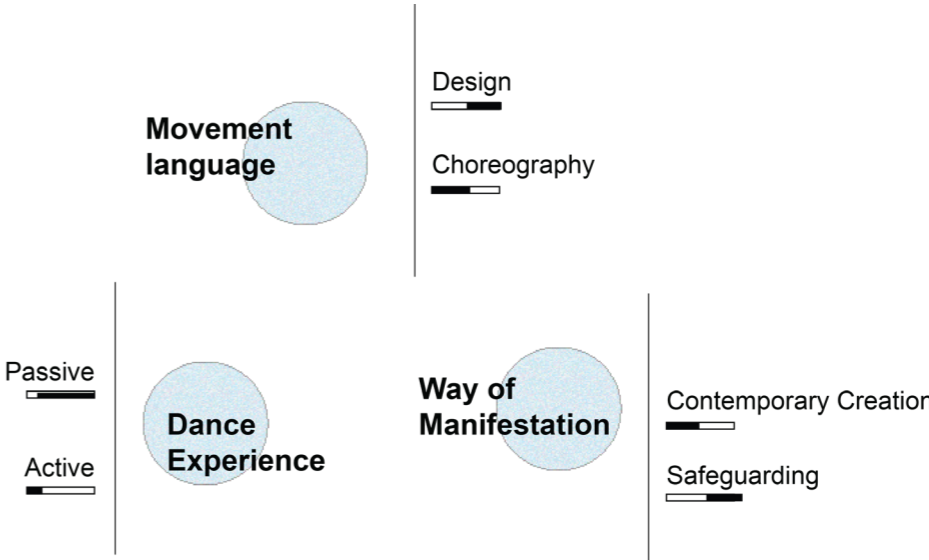 Movement
language
Design
Choreography
Passive
Active
Dance
Experience
Way of
Manifestation
Contemporary Creation
Safeguarding